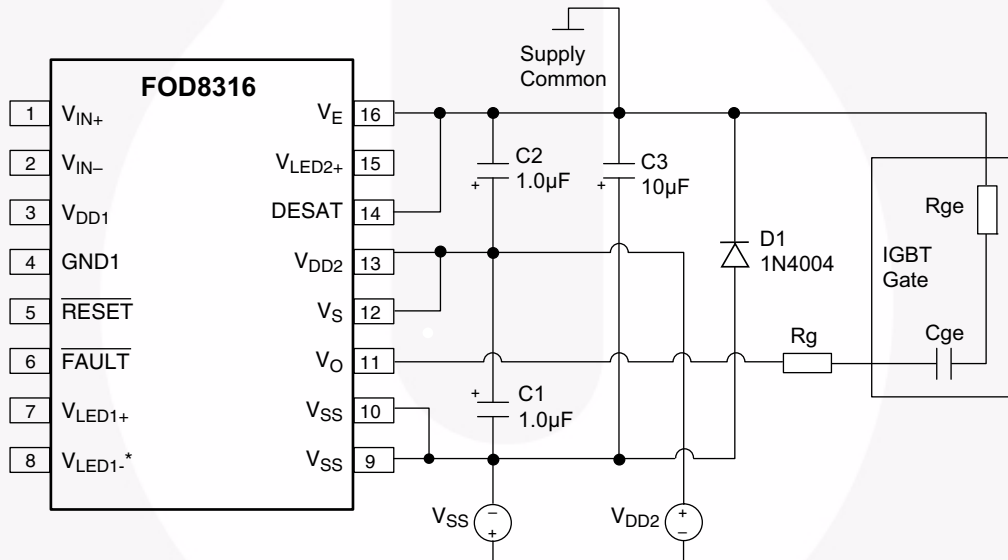 FOD8316
1 V_IN+
2 V_IN–
3 V_DD1
4 GND1
5 RESET
6 FAULT
7 V_LED1+
8 V_LED1-*
V_E 16
V_LED2+ 15
DESAT 14
V_DD2 13
V_S 12
V_O 11
V_SS 10
V_SS 9
Supply
Common
+
C2
1.0µF
+
C3
10µF
D1
1N4004
Rge
IGBT
Gate
Cge
Rg
+
C1
1.0µF
V_SS
–
+
V_DD2
+
–